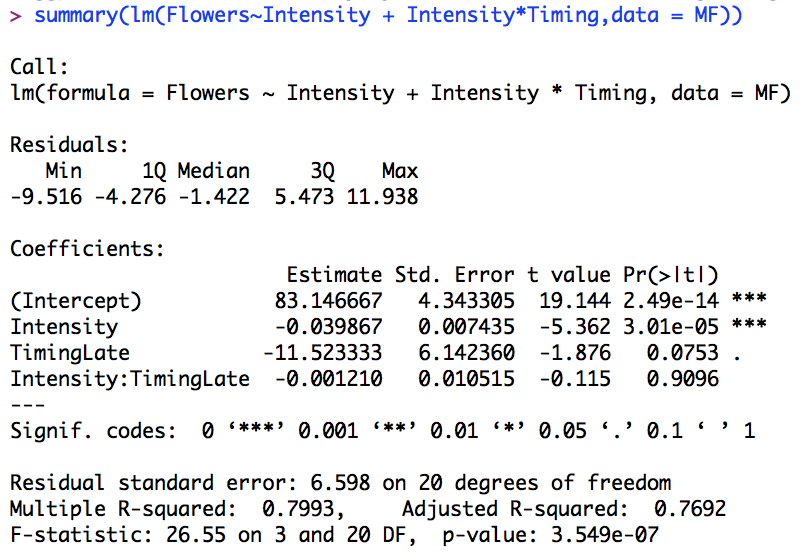 > summary(lm(Flowers~Intensity + Intensity*Timing,data = MF))
Call:
lm(formula = Flowers ~ Intensity + Intensity * Timing, data = MF)
Residuals:
Min 1Q Median 3Q Max
-9.516 -4.276 -1.422 5.473 11.938
Coefficients:
Estimate Std. Error t value Pr(>|t|)
(Intercept) 83.146667 4.343305 19.144 2.49e-14 ***
Intensity -0.039867 0.007435 -5.362 3.01e-05 ***
TimingLate -11.523333 6.142360 -1.876 0.0753 .
Intensity:TimingLate -0.001210 0.010515 -0.115 0.9096
---
Signif. codes: 0 ‘***’ 0.001 ‘**’ 0.01 ‘*’ 0.05 ‘.’ 0.1 ‘ ’ 1
Residual standard error: 6.598 on 20 degrees of freedom
Multiple R-squared: 0.7993, Adjusted R-squared: 0.7692
F-statistic: 26.55 on 3 and 20 DF, p-value: 3.549e-07